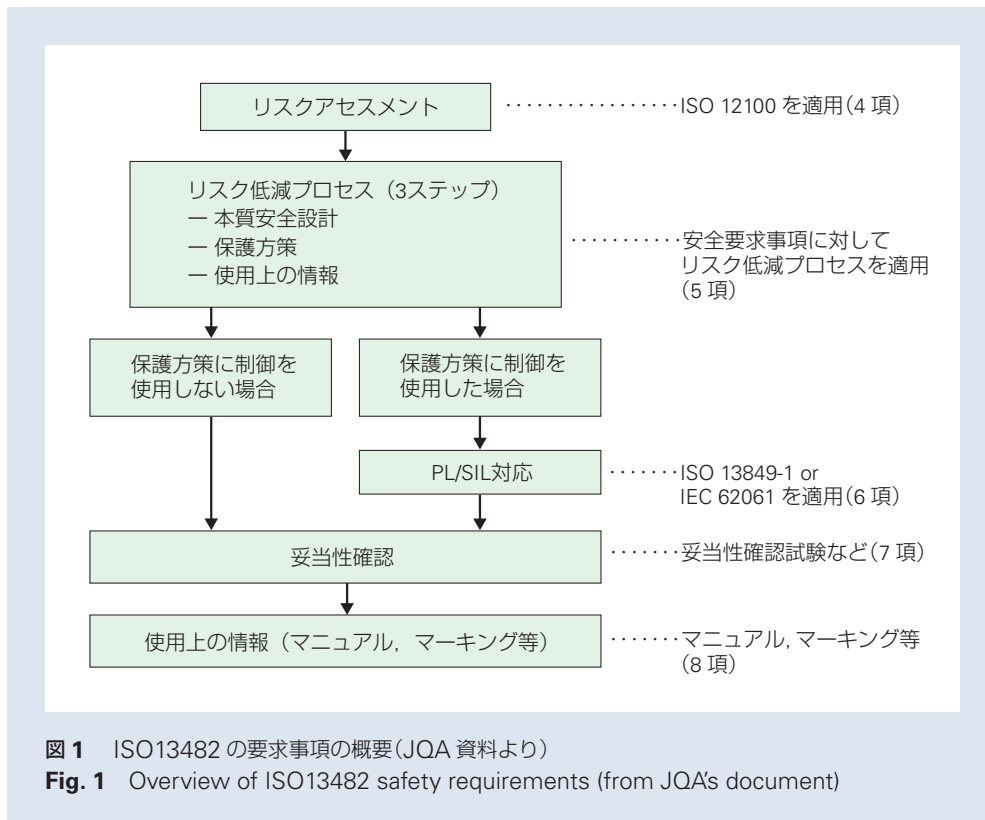 リスクアセスメント
·················ISO 12100 を適用(4 項)
リスク低減プロセス（3ステップ）
ー 本質安全設計
ー 保護方策
ー 使用上の情報
···········安全要求事項に対して
リスク低減プロセスを適用
(5 項)
保護方策に制御を
使用しない場合
保護方策に制御を
使用した場合
PL/SIL対応
·······ISO 13849-1 or
IEC 62061 を適用(6 項)
妥当性確認
·······妥当性確認試験など(7 項)
使用上の情報（マニュアル，マーキング等）
·······マニュアル, マーキング等
(8 項)
図 1 ISO13482 の要求事項の概要(JQA 資料より)
Fig. 1 Overview of ISO13482 safety requirements (from JQA's document)